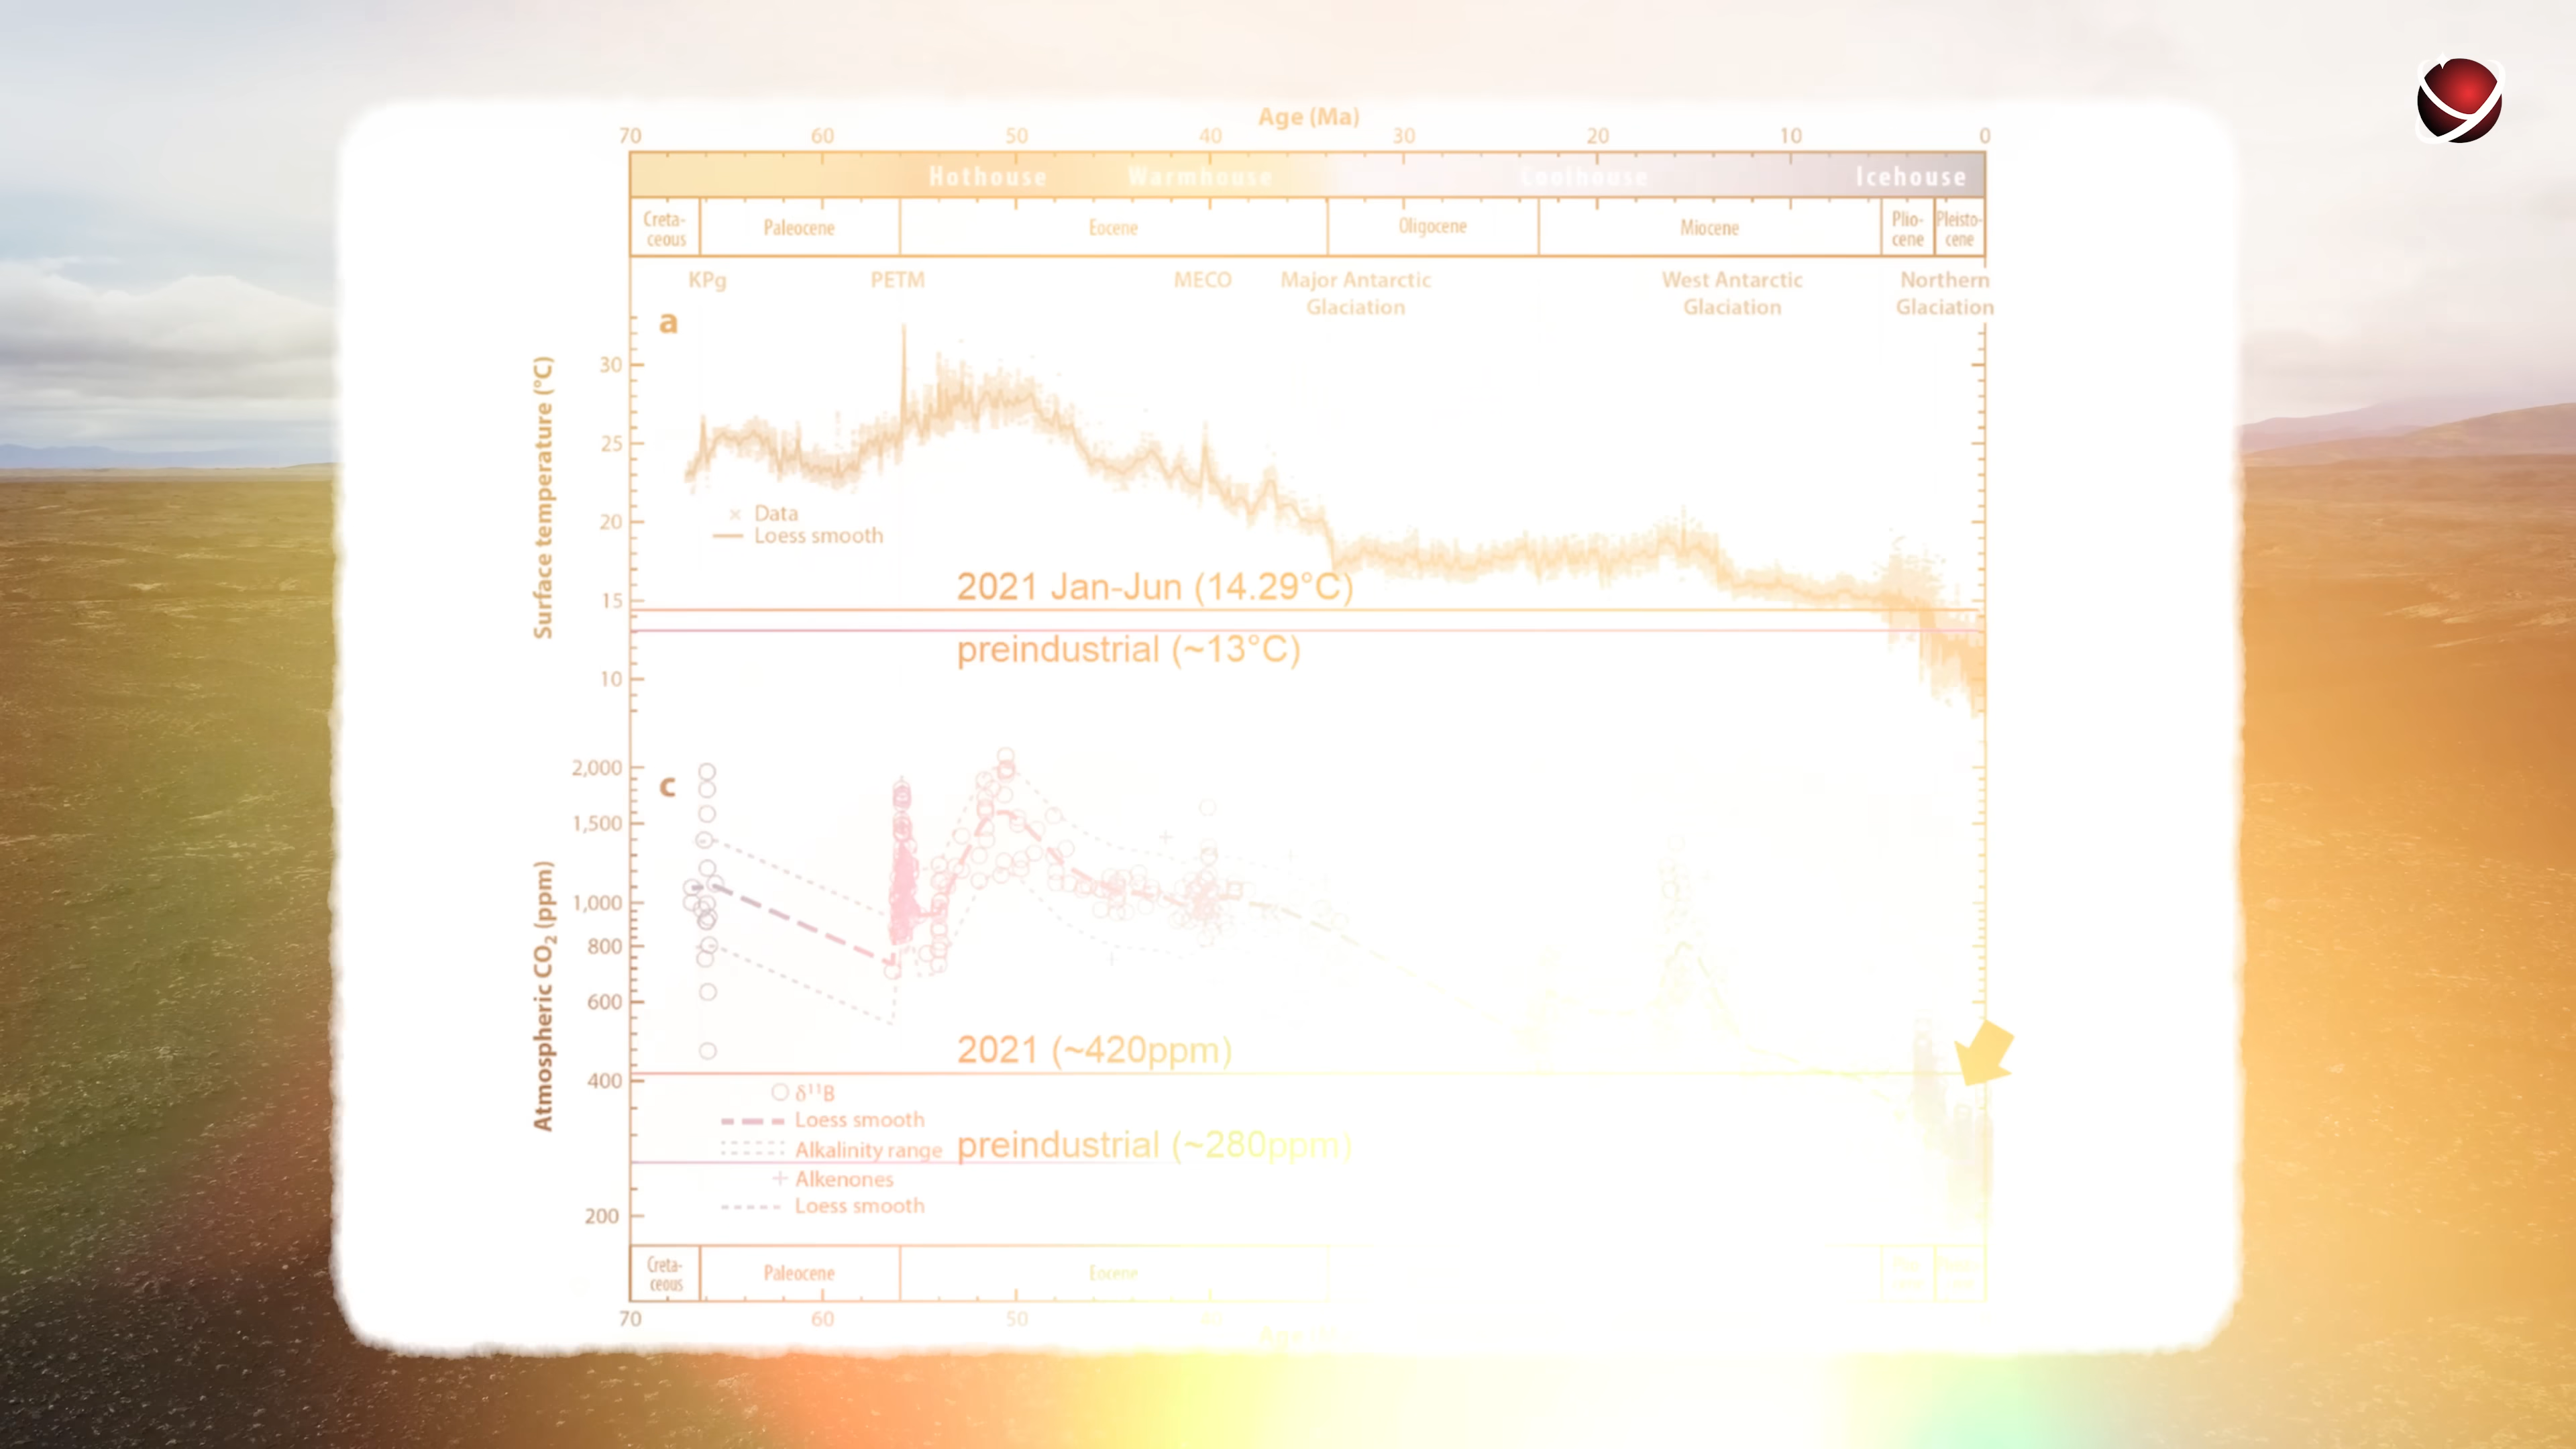 Age (Ma)
70 60 50 40 30 20 10 0
Hothouse Warmhouse Coolhouse Icehouse
Creta-
ceous
Paleocene
Eocene
Oligocene
Miocene
Plio-
cene
Pleisto-
cene
KPg
PETM
MECO
Major Antarctic
Glaciation
West Antarctic
Glaciation
Northern
Glaciation
a
Surface temperature (°C)
30
25
20
15
10
× Data
Loess smooth
2021 Jan-Jun (14.29°C)
preindustrial (~13°C)
c
Atmospheric CO₂ (ppm)
2,000
1,500
1,000
800
600
400
200
2021 (~420ppm)
δ¹¹B
Loess smooth
Alkalinity range
preindustrial (~280ppm)
+ Alkenones
Loess smooth
Creta-
ceous
Paleocene
Eocene
70 60 50 40
Age